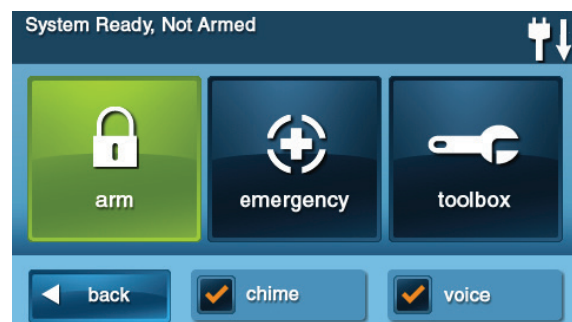 System Ready, Not Armed
arm
emergency
toolbox
back
chime
voice